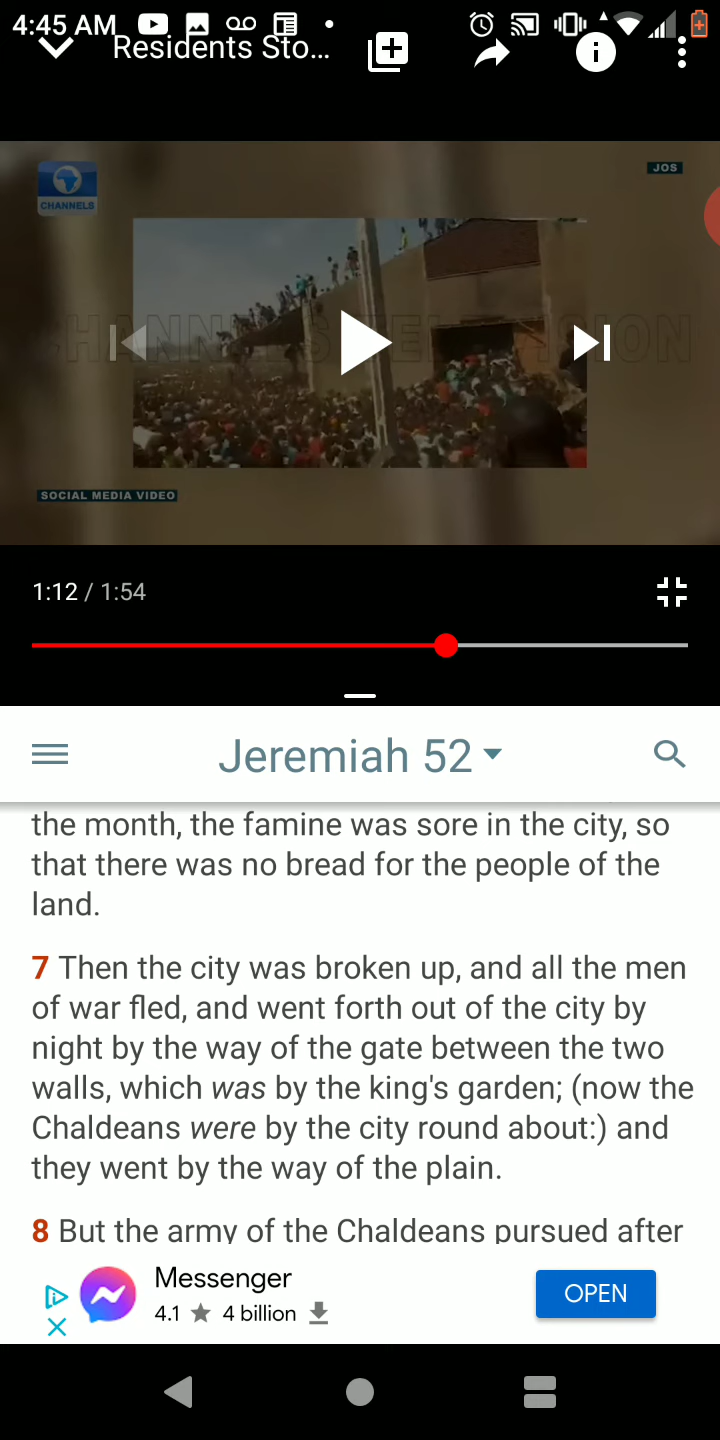 4:45 AM
Residents Sto...
CHANNELS
JOS
CHANNELS TELEVISION
SOCIAL MEDIA VIDEO
1:12 / 1:54
Jeremiah 52
the month, the famine was sore in the city, so
that there was no bread for the people of the
land.
7 Then the city was broken up, and all the men
of war fled, and went forth out of the city by
night by the way of the gate between the two
walls, which was by the king's garden; (now the
Chaldeans were by the city round about:) and
they went by the way of the plain.
8 But the army of the Chaldeans pursued after
Messenger
4.1 ★ 4 billion
OPEN